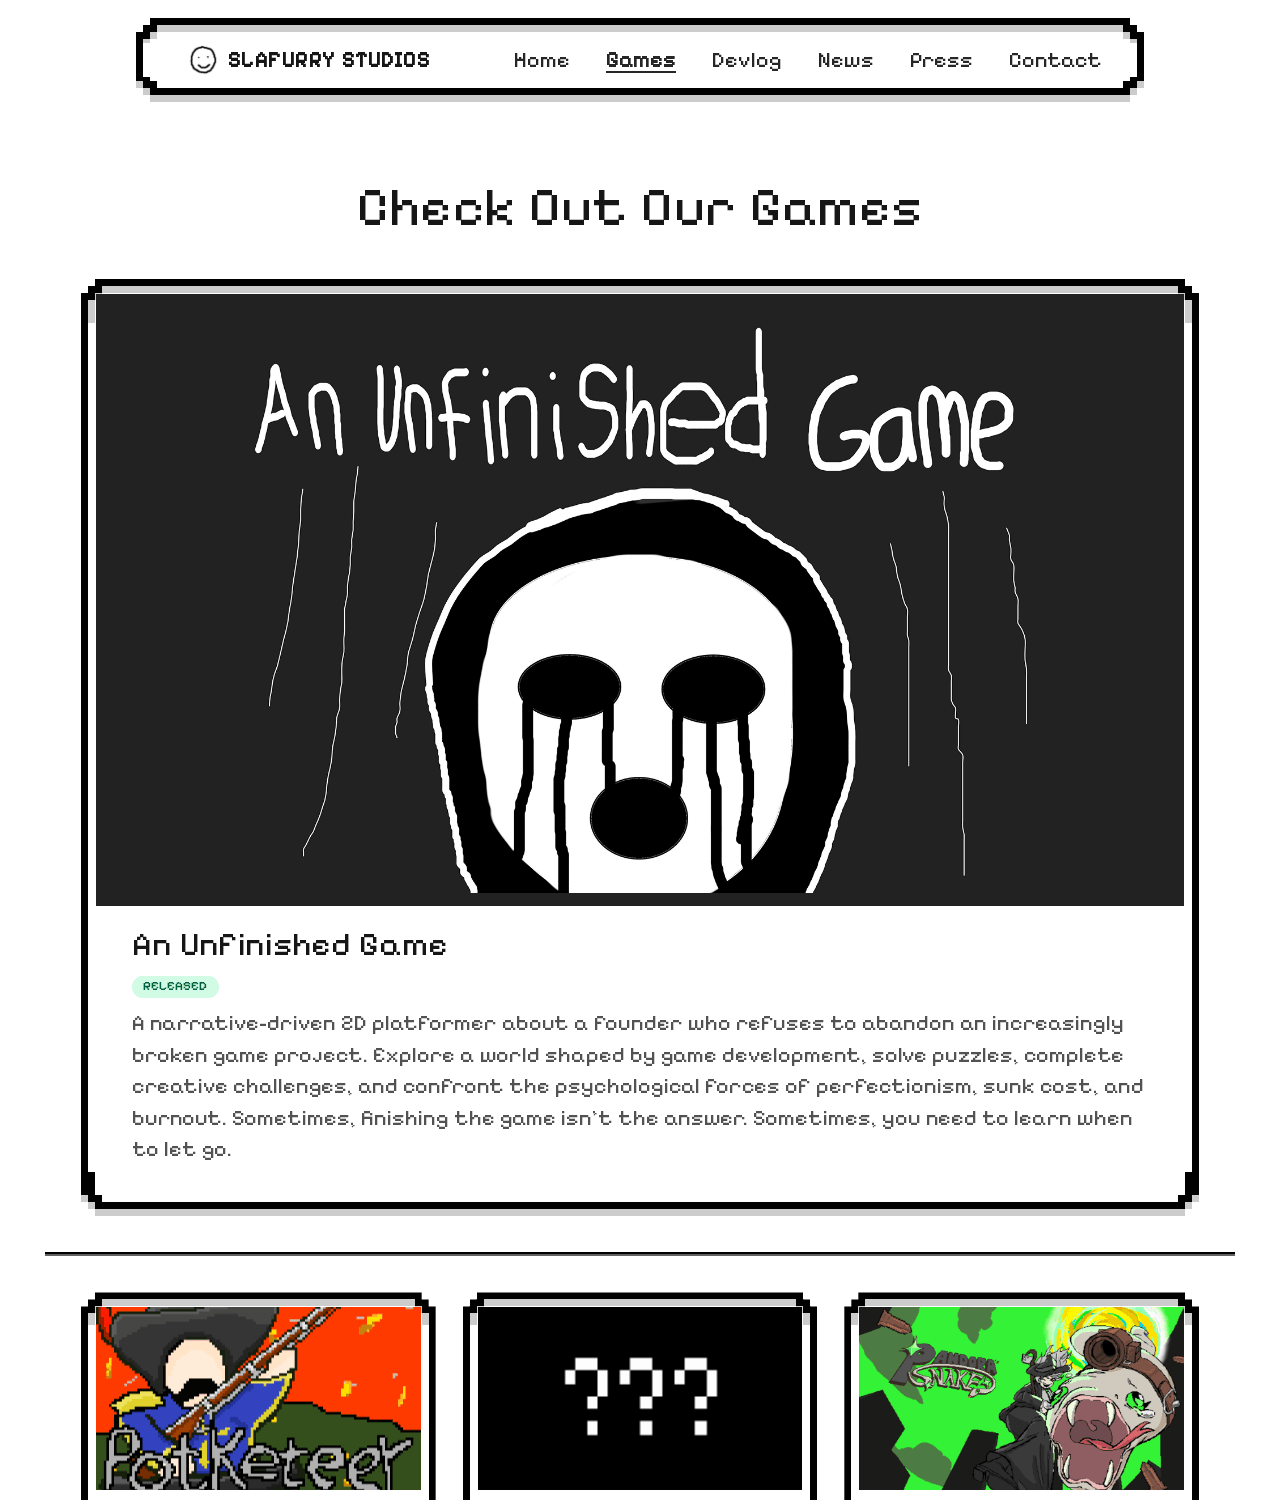 SLAFURRY STUDIOS
Home Games Devlog News Press Contact
Check Out Our Games
An Unfinished Game
An Unfinished Game
RELEASED
A narrative-driven 2D platformer about a founder who refuses to abandon an increasingly
broken game project. Explore a world shaped by game development, solve puzzles, complete
creative challenges, and confront the psychological forces of perfectionism, sunk cost, and
burnout. Sometimes, finishing the game isn't the answer. Sometimes, you need to learn when
to let go.
Potketeer
???
PANDORA
SNAKES